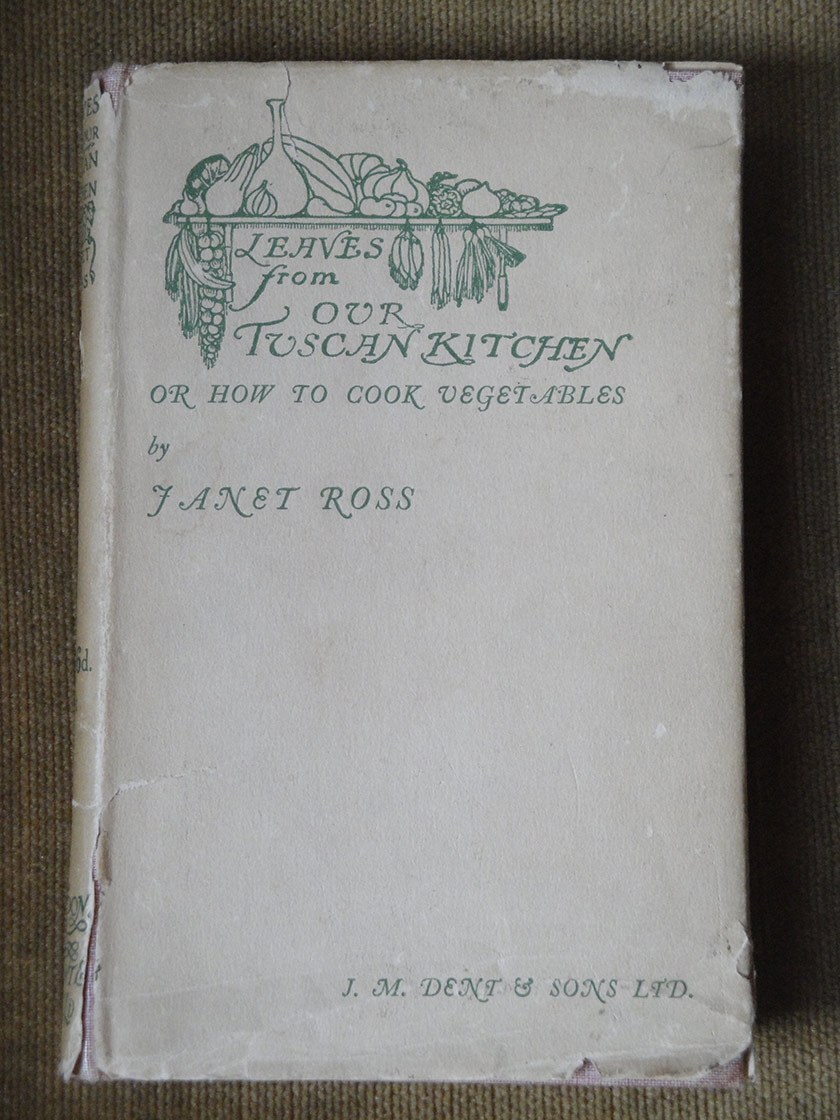 LEAVES
from
OUR
TUSCAN KITCHEN
OR HOW TO COOK VEGETABLES
by
JANET ROSS
J. M. DENT & SONS LTD.